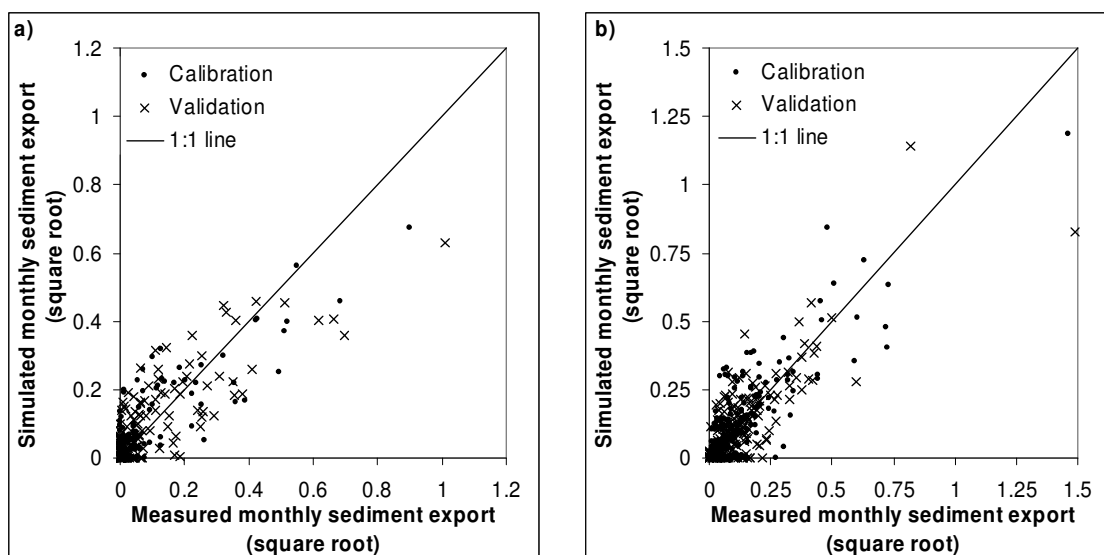 a)
1.2
1
0.8
0.6
0.4
0.2
0
Simulated monthly sediment export
(square root)
Calibration
Validation
1:1 line
0 0.2 0.4 0.6 0.8 1 1.2
Measured monthly sediment export
(square root)
b)
1.5
1.25
1
0.75
0.5
0.25
0
Simulated monthly sediment export
(square root)
Calibration
Validation
1:1 line
0 0.25 0.5 0.75 1 1.25 1.5
Measured monthly sediment export
(square root)